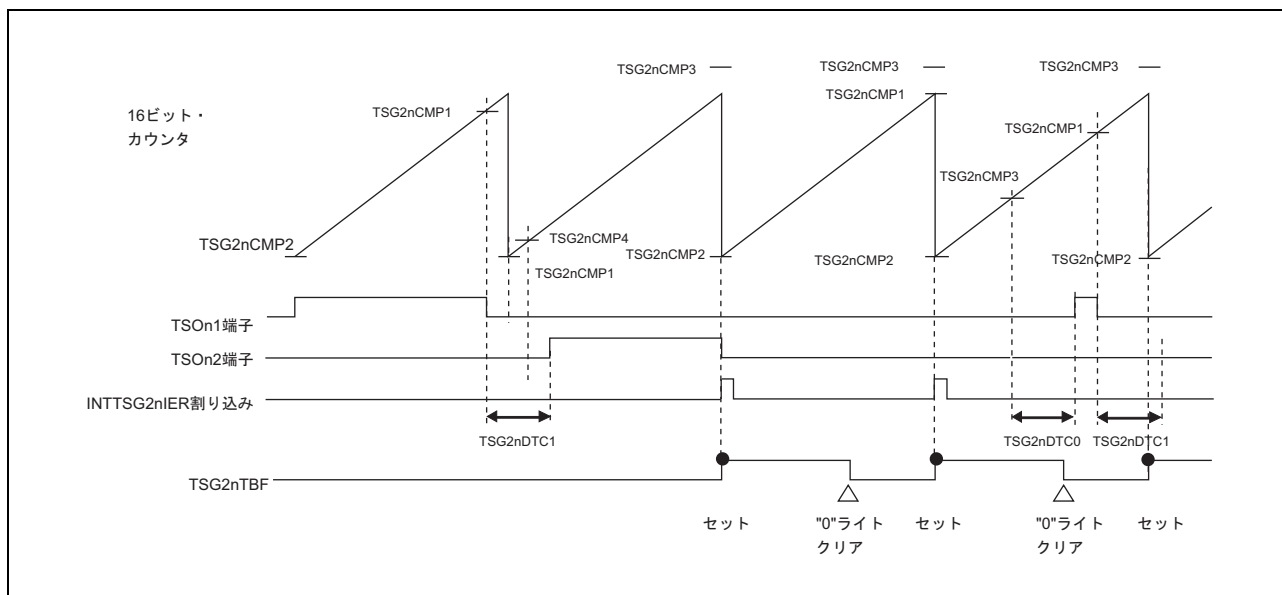 TSG2nCMP3
TSG2nCMP3
TSG2nCMP3
16ビット・
カウンタ
TSG2nCMP1
TSG2nCMP1
TSG2nCMP1
TSG2nCMP3
TSG2nCMP2
TSG2nCMP4
TSG2nCMP1
TSG2nCMP2
TSG2nCMP2
TSG2nCMP2
TSOn1端子
TSOn2端子
INTTSG2nIER割り込み
TSG2nDTC1
TSG2nDTC0
TSG2nDTC1
TSG2nTBF
セット
"0"ライト
クリア
セット
"0"ライト
クリア
セット